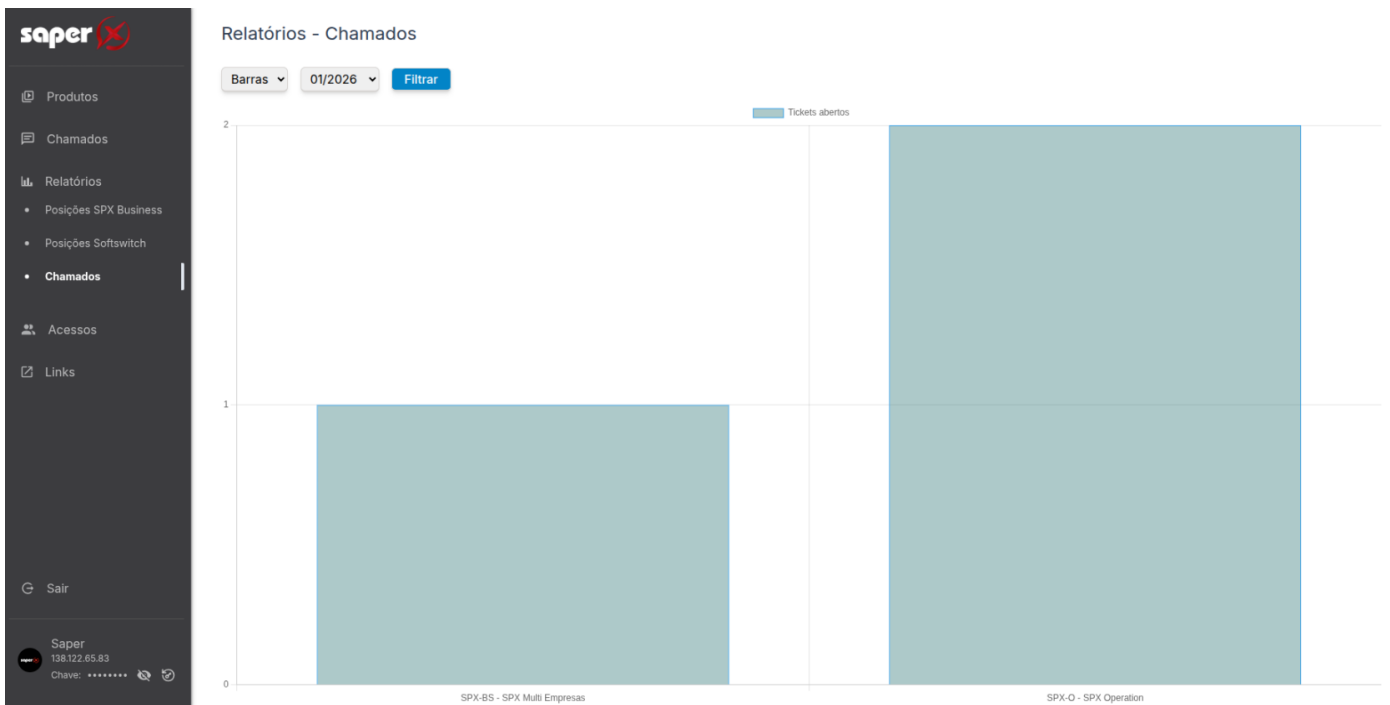 saper X
Relatórios - Chamados
Barras
01/2026
Filtrar
Produtos
Chamados
Relatórios
Posições SPX Business
Posições Softswitch
Chamados
Acessos
Links
Sair
Saper
138.122.65.83
Chave: ••••••••
Tickets abertos
2
1
0
SPX-BS - SPX Multi Empresas
SPX-O - SPX Operation